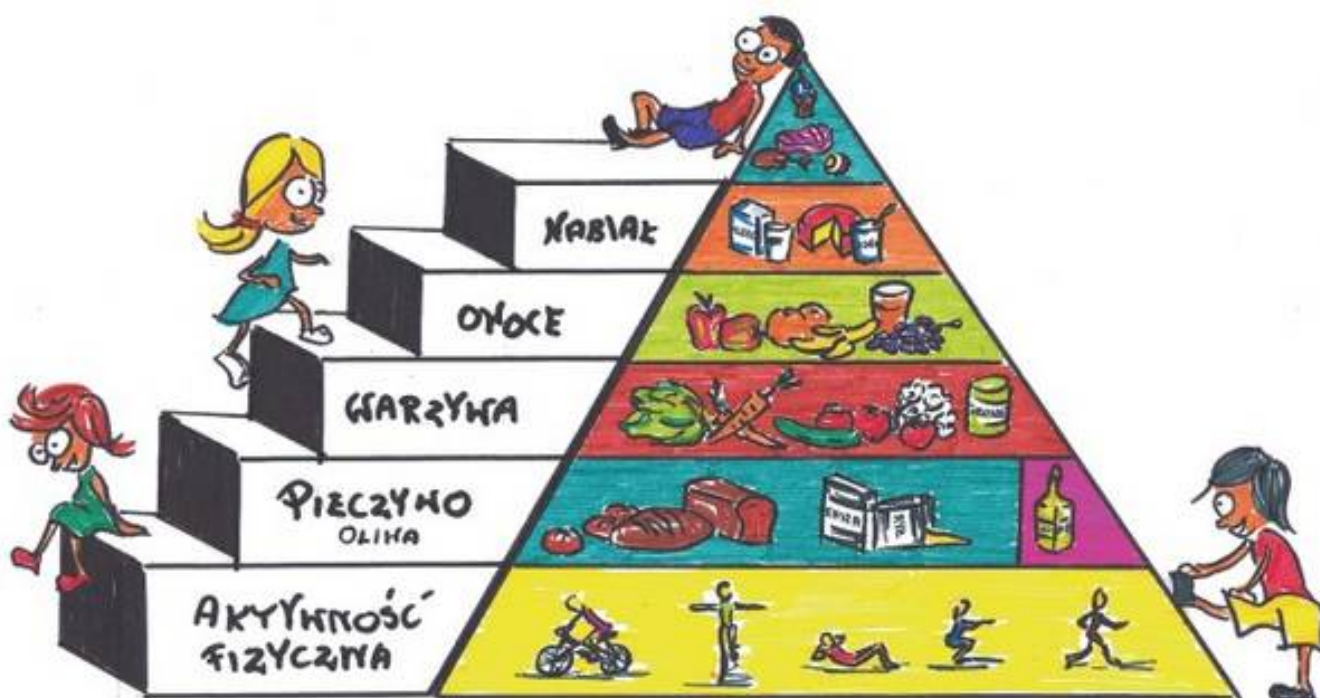 NABIAŁ
OWOCE
WARZYWA
PIECZYWO
OLIWA
AKTYWNOŚĆ
FIZYCZNA